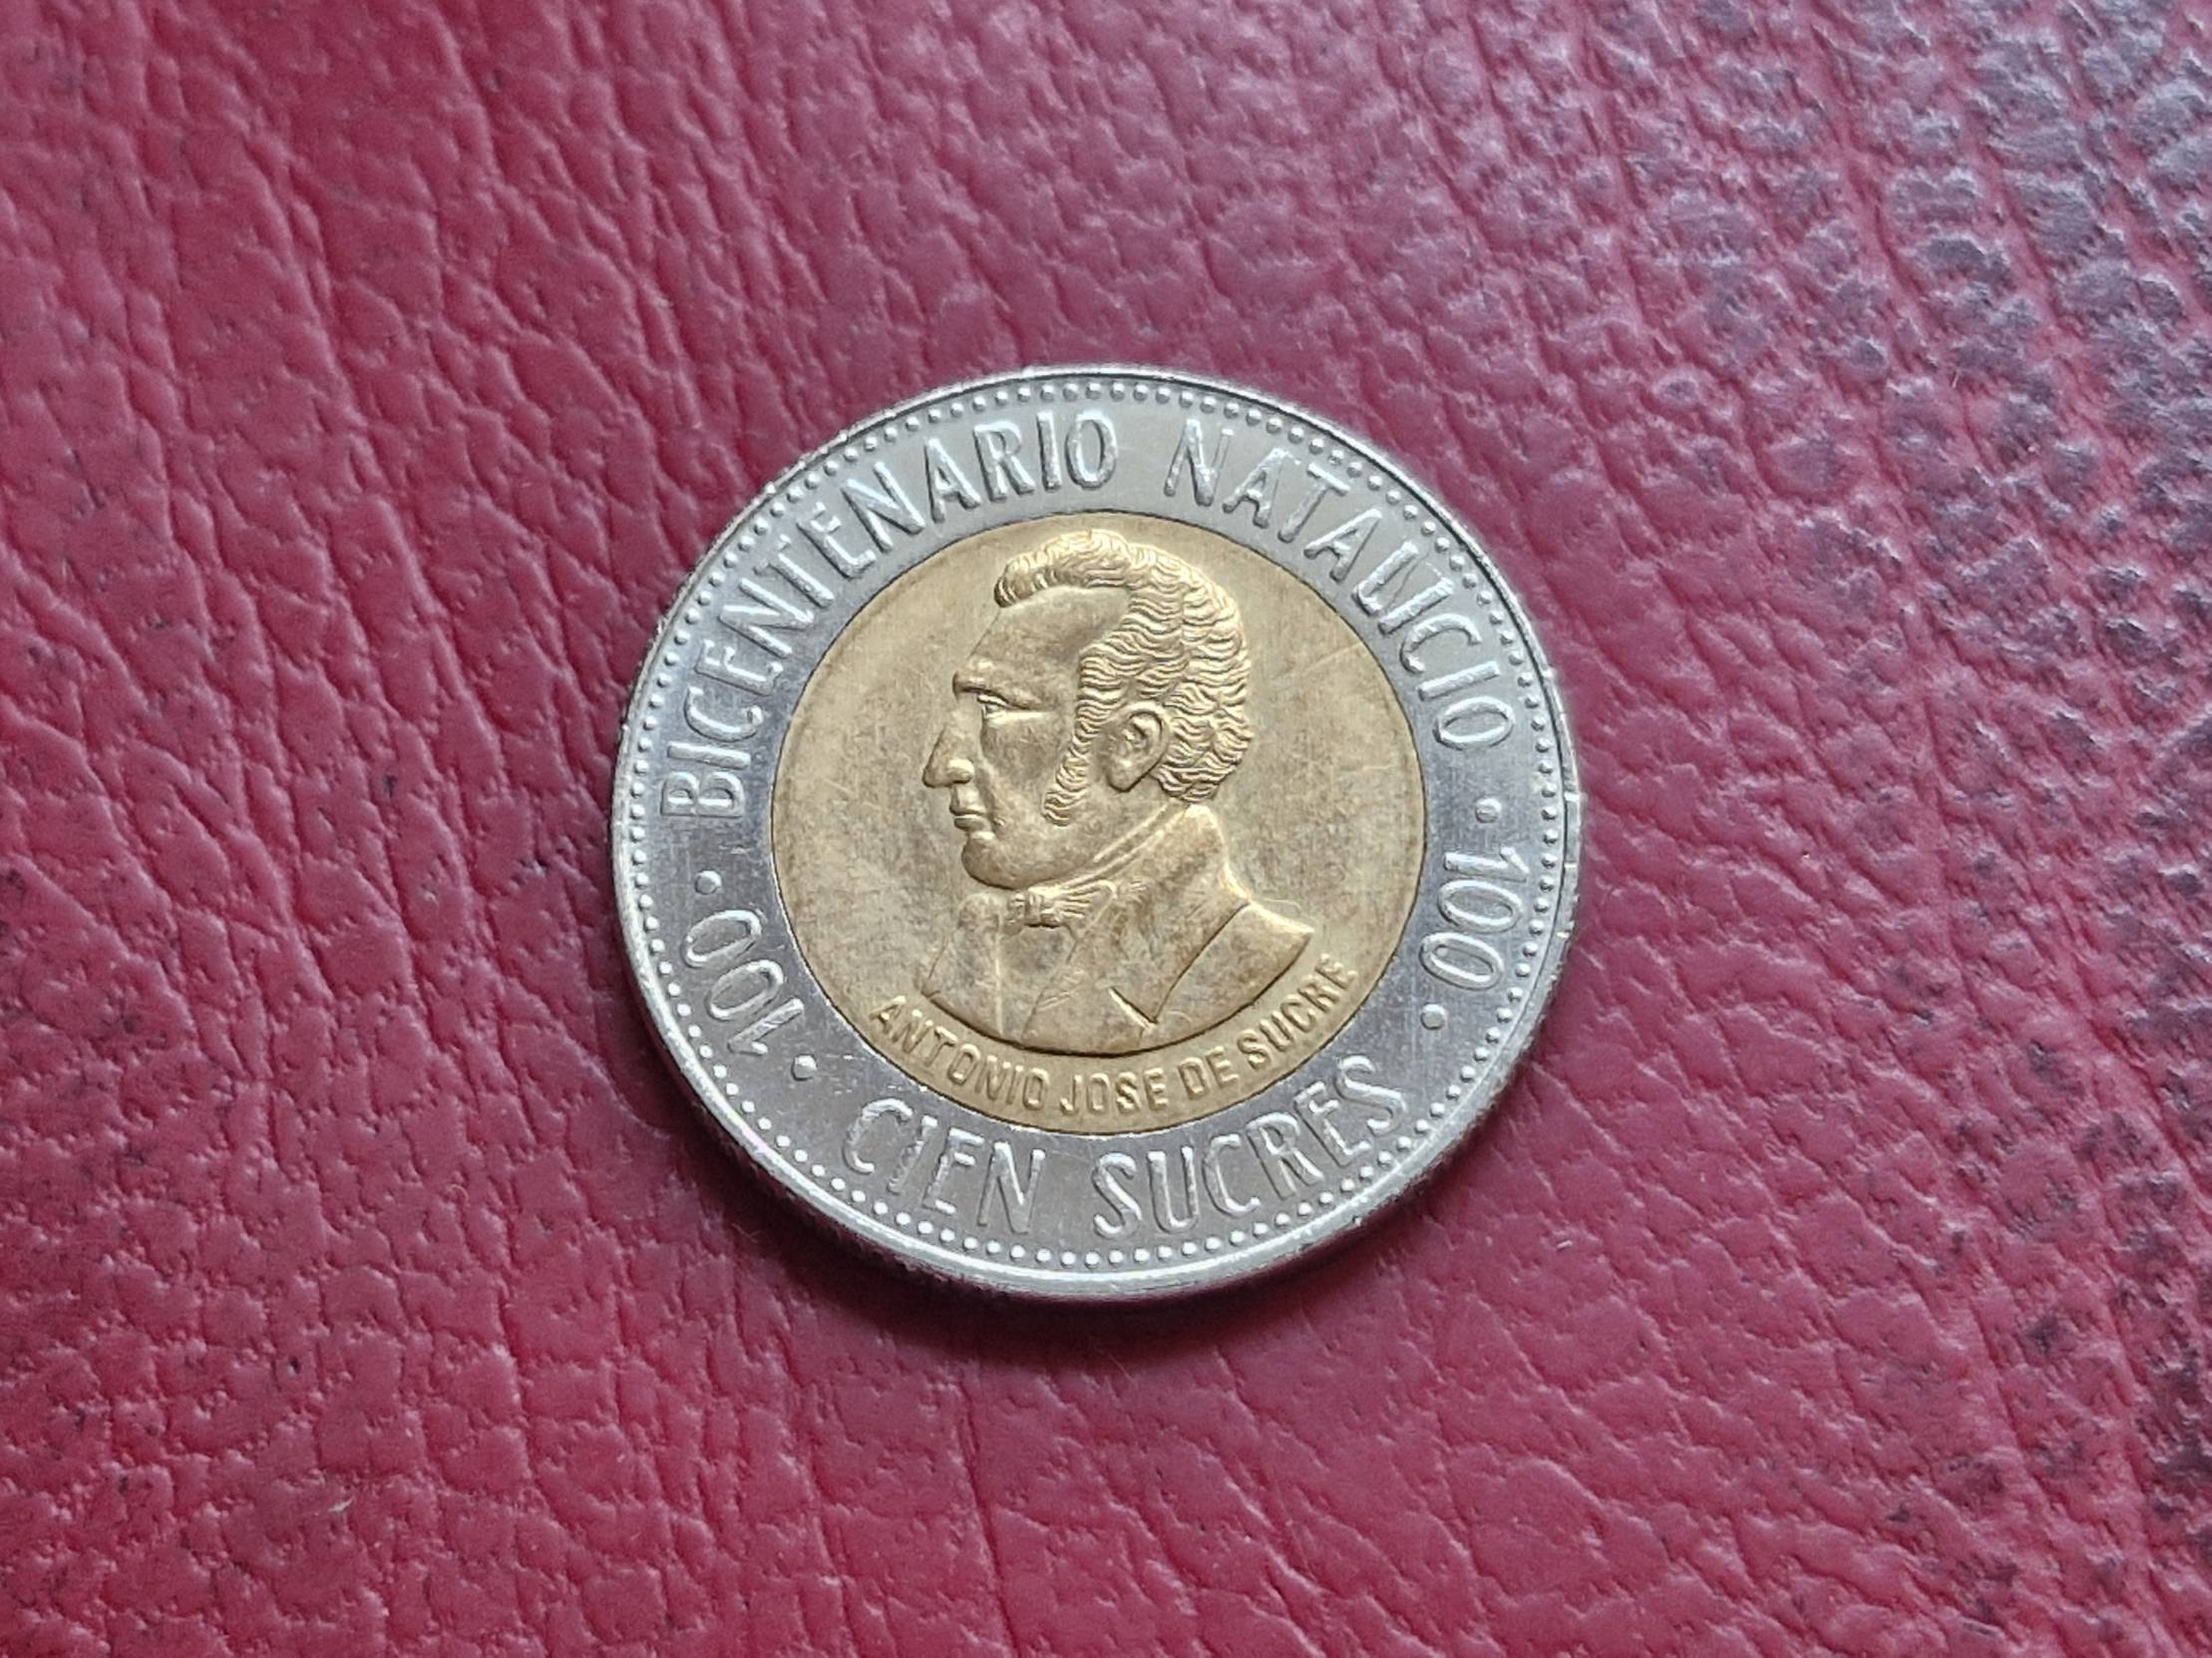 BICENTENARIO NATALICIO
· 100 ·
CIEN SUCRES
· 100 ·
ANTONIO JOSE DE SUCRE